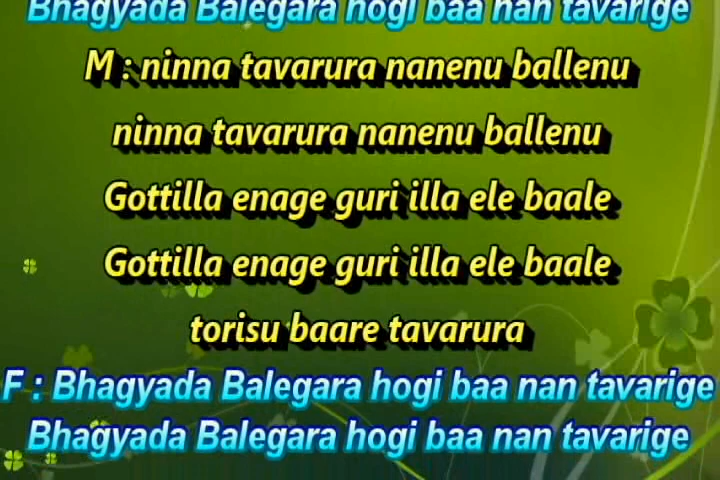 Bhagyada Balegara hogi baa nan tavarige
M : ninna tavarura nanenu ballenu
ninna tavarura nanenu ballenu
Gottilla enage guri illa ele baale
Gottilla enage guri illa ele baale
torisu baare tavarura
F : Bhagyada Balegara hogi baa nan tavarige
Bhagyada Balegara hogi baa nan tavarige